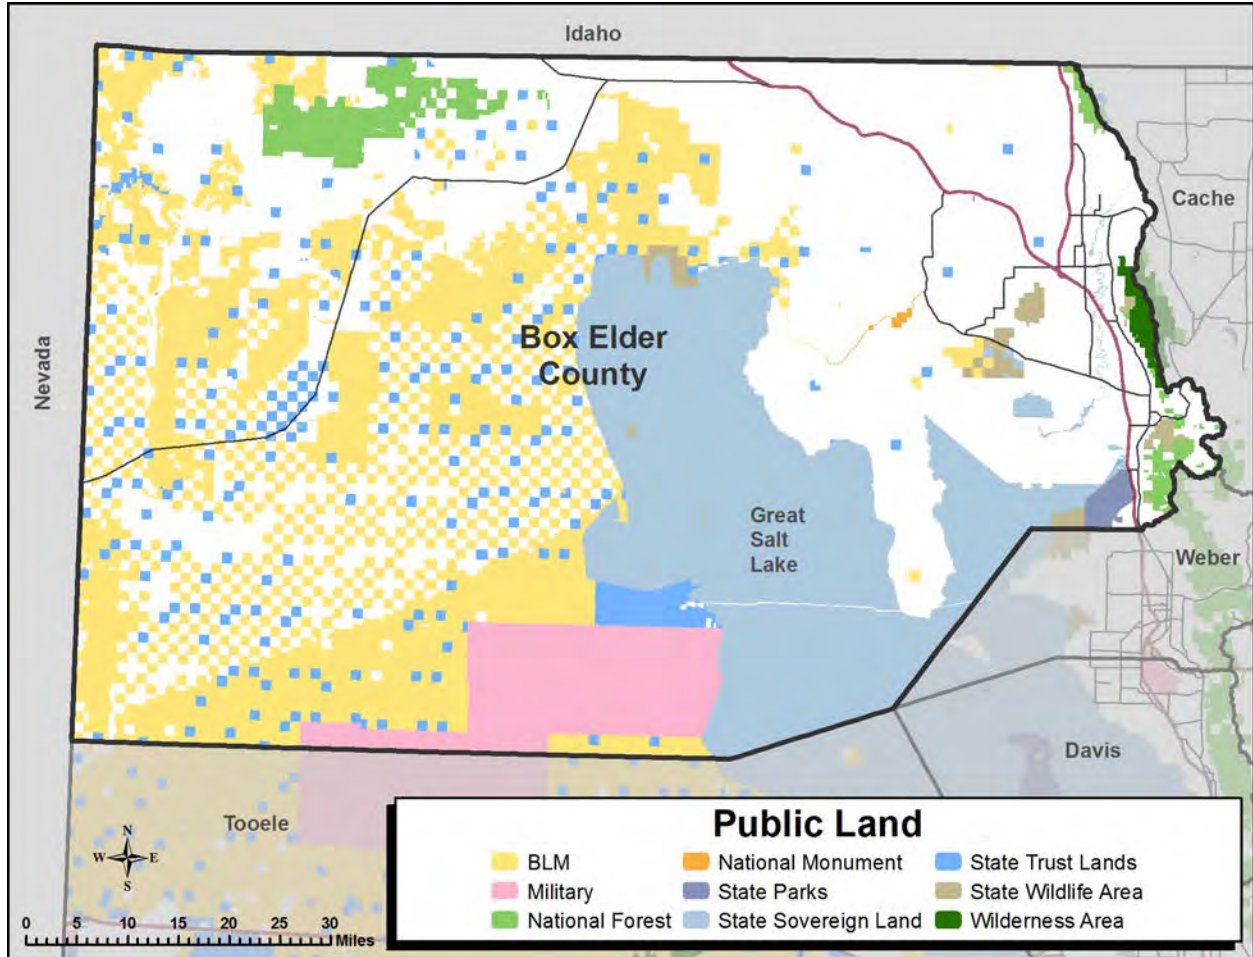 Idaho
Cache
Nevada
Box Elder
County
Great
Salt
Lake
Weber
Davis
Tooele
N
W E
S
0 5 10 15 20 25 30
Miles
Public Land
BLM
National Monument
State Trust Lands
Military
State Parks
State Wildlife Area
National Forest
State Sovereign Land
Wilderness Area